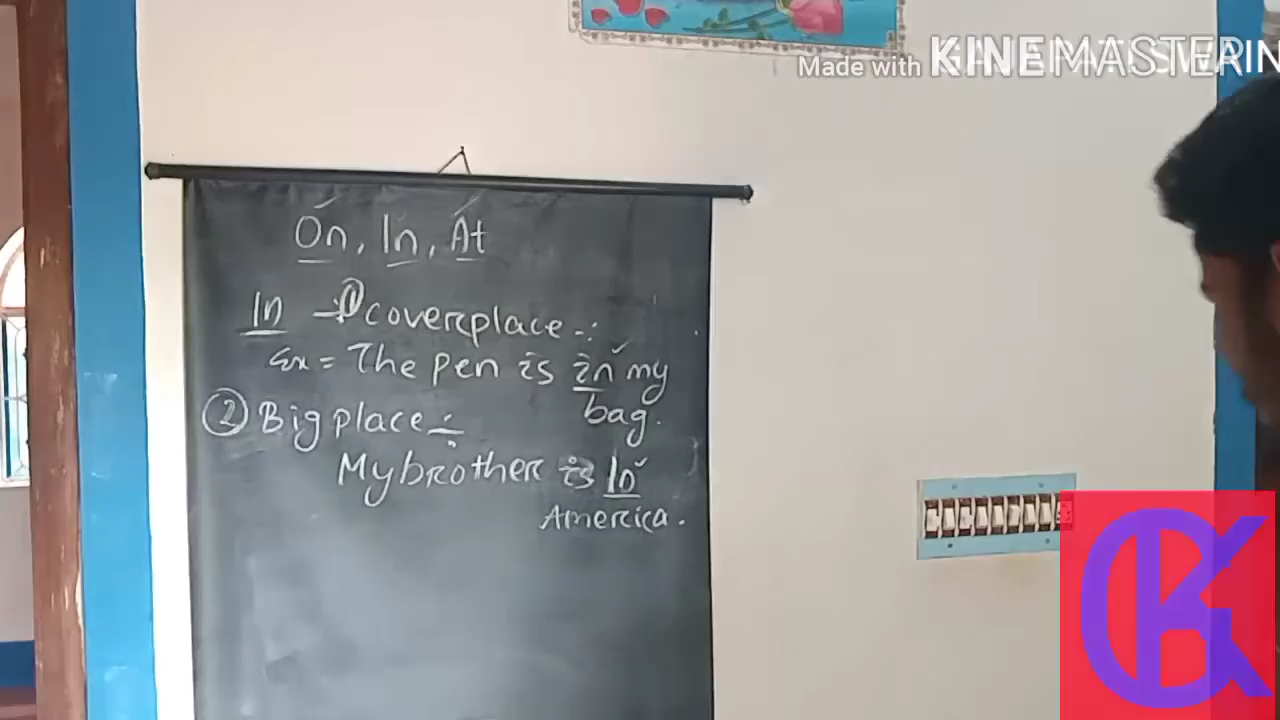 Made with KINEMASTER
On, In, At
In → ① coverplace -:
Ex = The pen is in my
bag.
② Big place ÷
My brother is In
America.